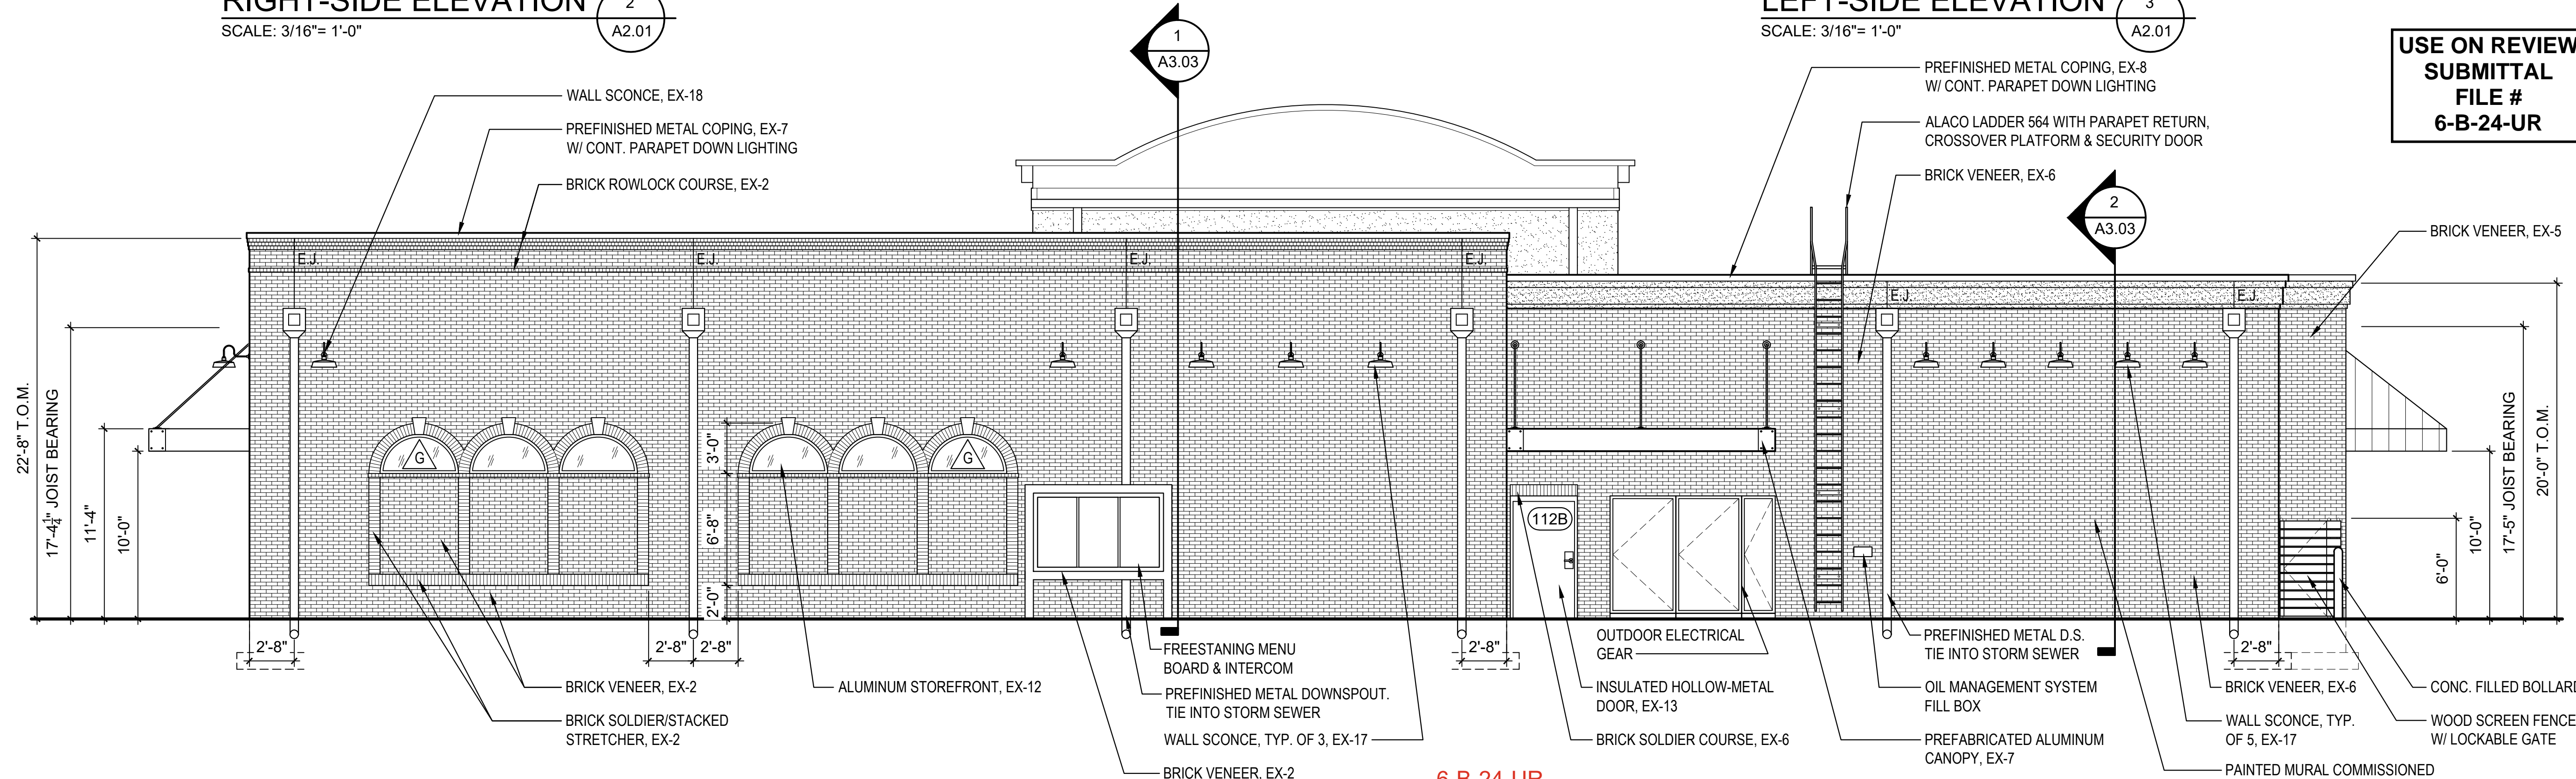 RIGHT-SIDE ELEVATION
2
A2.01
SCALE: 3/16"= 1'-0"
LEFT-SIDE ELEVATION
3
A2.01
SCALE: 3/16"= 1'-0"
USE ON REVIEW
SUBMITTAL
FILE #
6-B-24-UR
1
A3.03
WALL SCONCE, EX-18
PREFINISHED METAL COPING, EX-7
W/ CONT. PARAPET DOWN LIGHTING
BRICK ROWLOCK COURSE, EX-2
PREFINISHED METAL COPING, EX-8
W/ CONT. PARAPET DOWN LIGHTING
ALACO LADDER 564 WITH PARAPET RETURN,
CROSSOVER PLATFORM & SECURITY DOOR
BRICK VENEER, EX-6
2
A3.03
BRICK VENEER, EX-5
E.J.
E.J.
E.J.
E.J.
E.J.
E.J.
22'-8" T.O.M.
17'-4 1/4" JOIST BEARING
11'-4"
10'-0"
G
G
3'-0"
6'-8"
2'-0"
112B
6'-0"
10'-0"
17'-5" JOIST BEARING
20'-0" T.O.M.
2'-8"
2'-8"
2'-8"
2'-8"
2'-8"
FREESTANING MENU
BOARD & INTERCOM
OUTDOOR ELECTRICAL
GEAR
PREFINISHED METAL D.S.
TIE INTO STORM SEWER
BRICK VENEER, EX-2
ALUMINUM STOREFRONT, EX-12
PREFINISHED METAL DOWNSPOUT.
TIE INTO STORM SEWER
INSULATED HOLLOW-METAL
DOOR, EX-13
OIL MANAGEMENT SYSTEM
FILL BOX
BRICK VENEER, EX-6
CONC. FILLED BOLLARD
BRICK SOLDIER/STACKED
STRETCHER, EX-2
WALL SCONCE, TYP.
OF 5, EX-17
WOOD SCREEN FENCE
W/ LOCKABLE GATE
WALL SCONCE, TYP. OF 3, EX-17
BRICK SOLDIER COURSE, EX-6
PREFABRICATED ALUMINUM
CANOPY, EX-7
BRICK VENEER, EX-2
6-B-24-UR
PAINTED MURAL COMMISSIONED